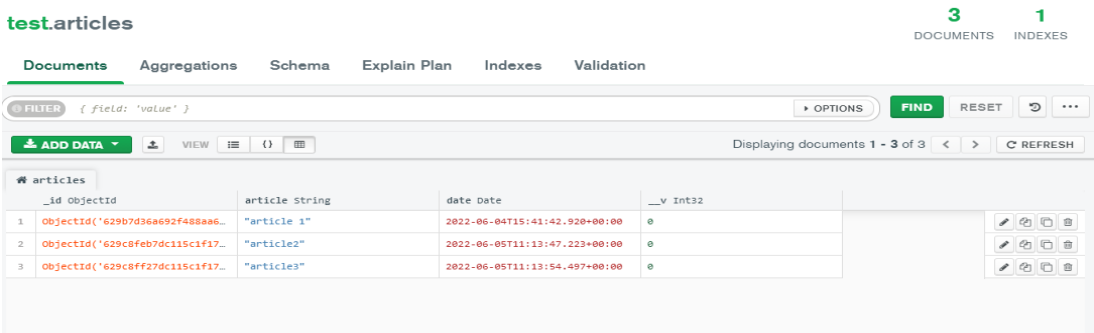 test.articles
3 1
DOCUMENTS INDEXES
Documents Aggregations Schema Explain Plan Indexes Validation
FILTER { field: 'value' } OPTIONS FIND RESET
ADD DATA VIEW {} Displaying documents 1 - 3 of 3 < > REFRESH
articles
_id ObjectId article String date Date __v Int32
1 ObjectId('629b7d36a692f488aa6… "article 1" 2022-06-04T15:41:42.920+00:00 0
2 ObjectId('629c8feb7dc115c1f17… "article2" 2022-06-05T11:13:47.223+00:00 0
3 ObjectId('629c8ff27dc115c1f17… "article3" 2022-06-05T11:13:54.497+00:00 0